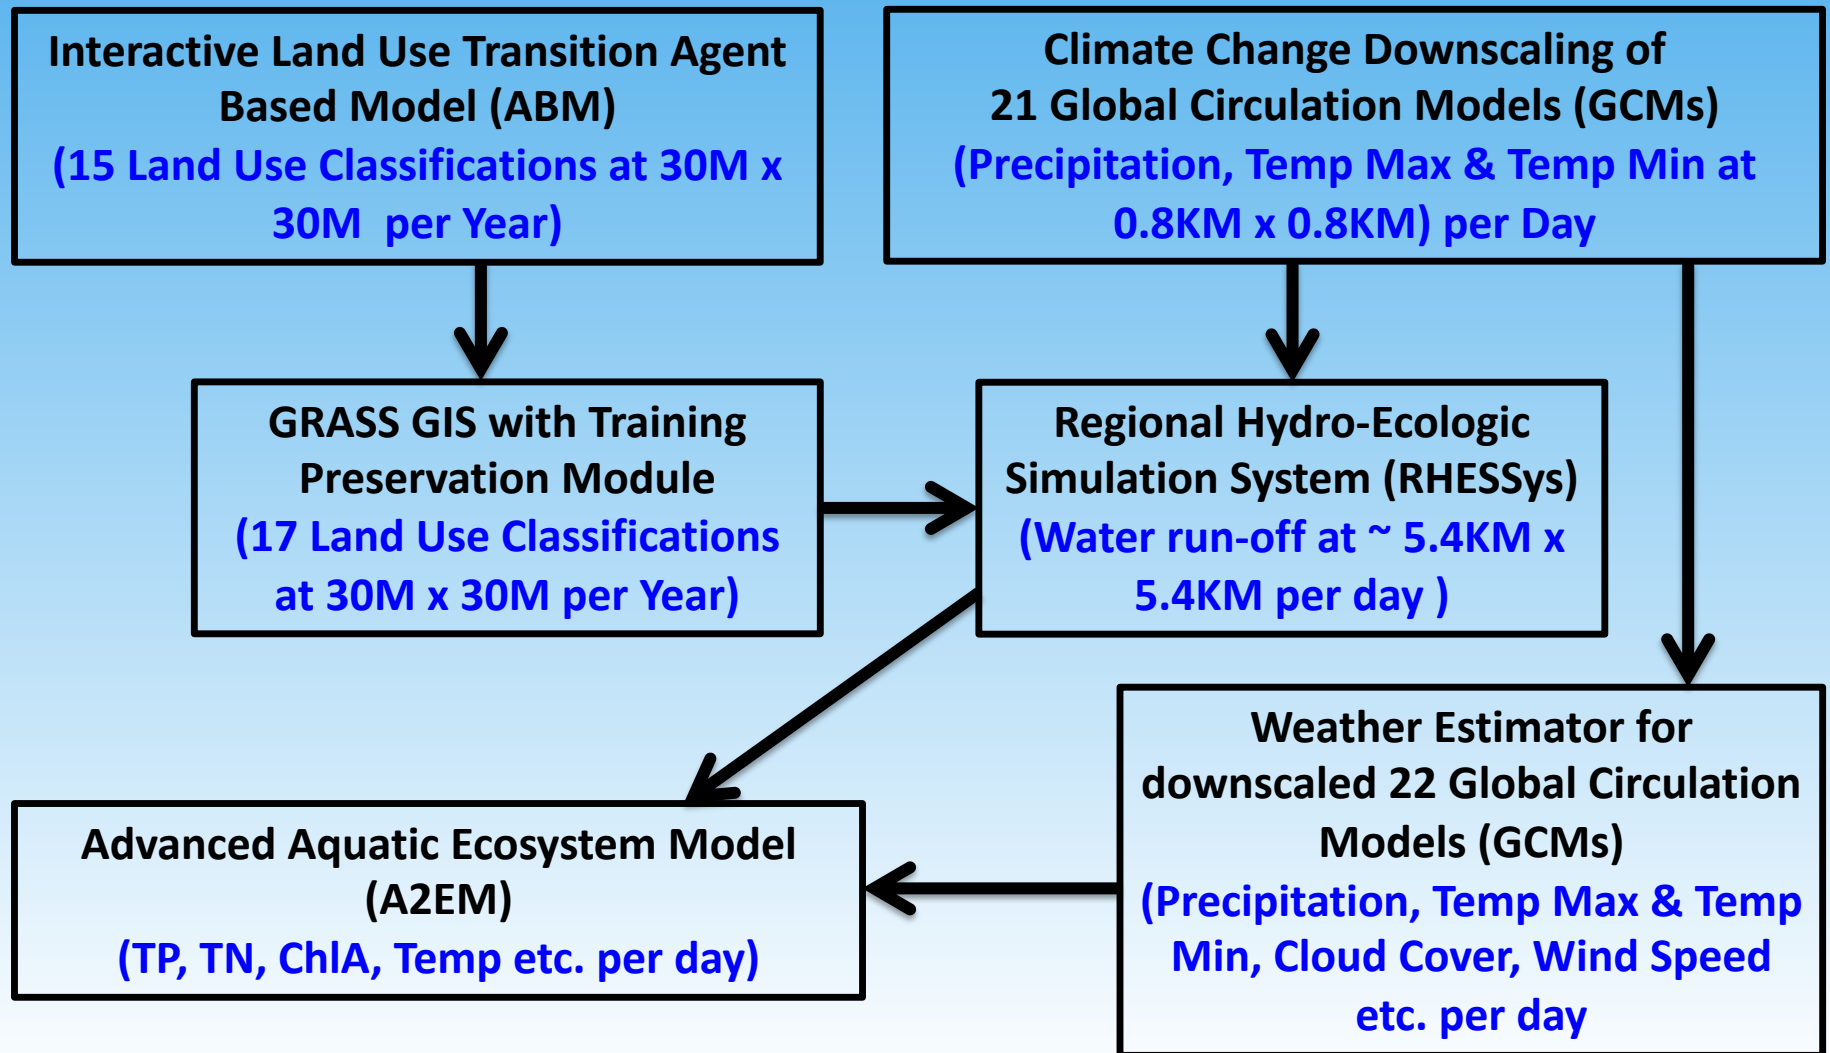 Interactive Land Use Transition Agent
Based Model (ABM)
(15 Land Use Classifications at 30M x
30M  per Year)
Climate Change Downscaling of
21 Global Circulation Models (GCMs)
(Precipitation, Temp Max & Temp Min at
0.8KM x 0.8KM) per Day
GRASS GIS with Training
Preservation Module
(17 Land Use Classifications
at 30M x 30M per Year)
Regional Hydro-Ecologic
Simulation System (RHESSys)
(Water run-off at ~ 5.4KM x
5.4KM per day )
Advanced Aquatic Ecosystem Model
(A2EM)
(TP, TN, ChlA, Temp etc. per day)
Weather Estimator for
downscaled 22 Global Circulation
Models (GCMs)
(Precipitation, Temp Max & Temp
Min, Cloud Cover, Wind Speed
etc. per day